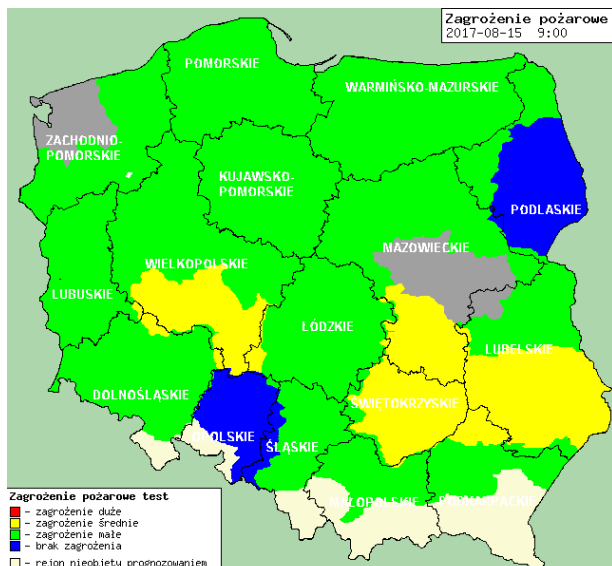 Zagrożenie pożarowe
2017-08-15 9:00
POMORSKIE
WARMIŃSKO-MAZURSKIE
ZACHODNIO-
POMORSKIE
KUJAWSKO-
POMORSKIE
PODLASKIE
MAZOWIECKIE
WIELKOPOLSKIE
LUBUSKIE
ŁÓDZKIE
LUBELSKIE
DOLNOŚLĄSKIE
ŚWIĘTOKRZYSKIE
OPOLSKIE
ŚLĄSKIE
MAŁOPOLSKIE
PODKARPACKIE
Zagrożenie pożarowe test
- zagrożenie duże
- zagrożenie średnie
- zagrożenie małe
- brak zagrożenia
- rejon nieobjęty prognozowaniem